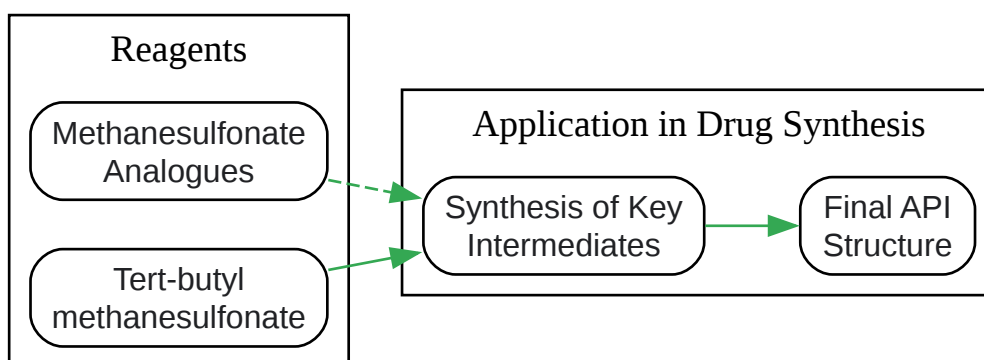 Reagents
Methanesulfonate
Analogues
Tert-butyl
methanesulfonate
Application in Drug Synthesis
Synthesis of Key
Intermediates
Final API
Structure